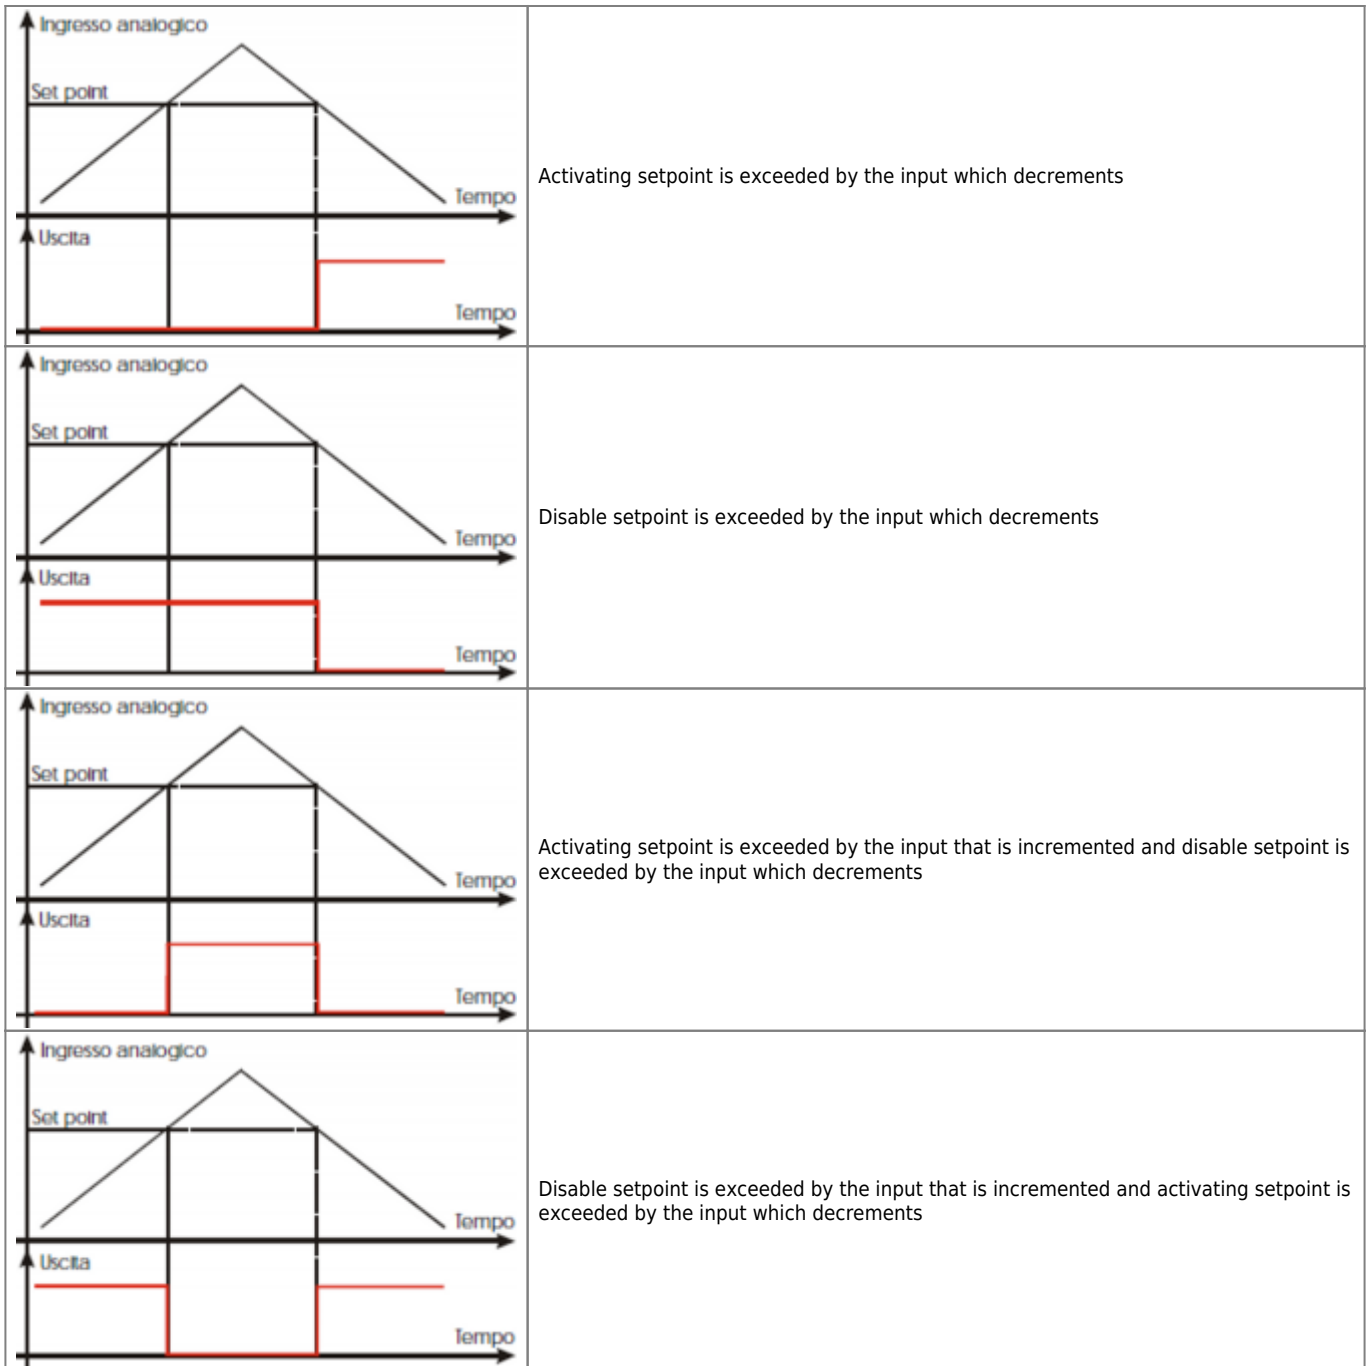 Ingresso analogico
Set point
Tempo
Uscita
Tempo
Activating setpoint is exceeded by the input which decrements
Ingresso analogico
Set point
Tempo
Uscita
Tempo
Disable setpoint is exceeded by the input which decrements
Ingresso analogico
Set point
Tempo
Uscita
Tempo
Activating setpoint is exceeded by the input that is incremented and disable setpoint is
exceeded by the input which decrements
Ingresso analogico
Set point
Tempo
Uscita
Tempo
Disable setpoint is exceeded by the input that is incremented and activating setpoint is
exceeded by the input which decrements